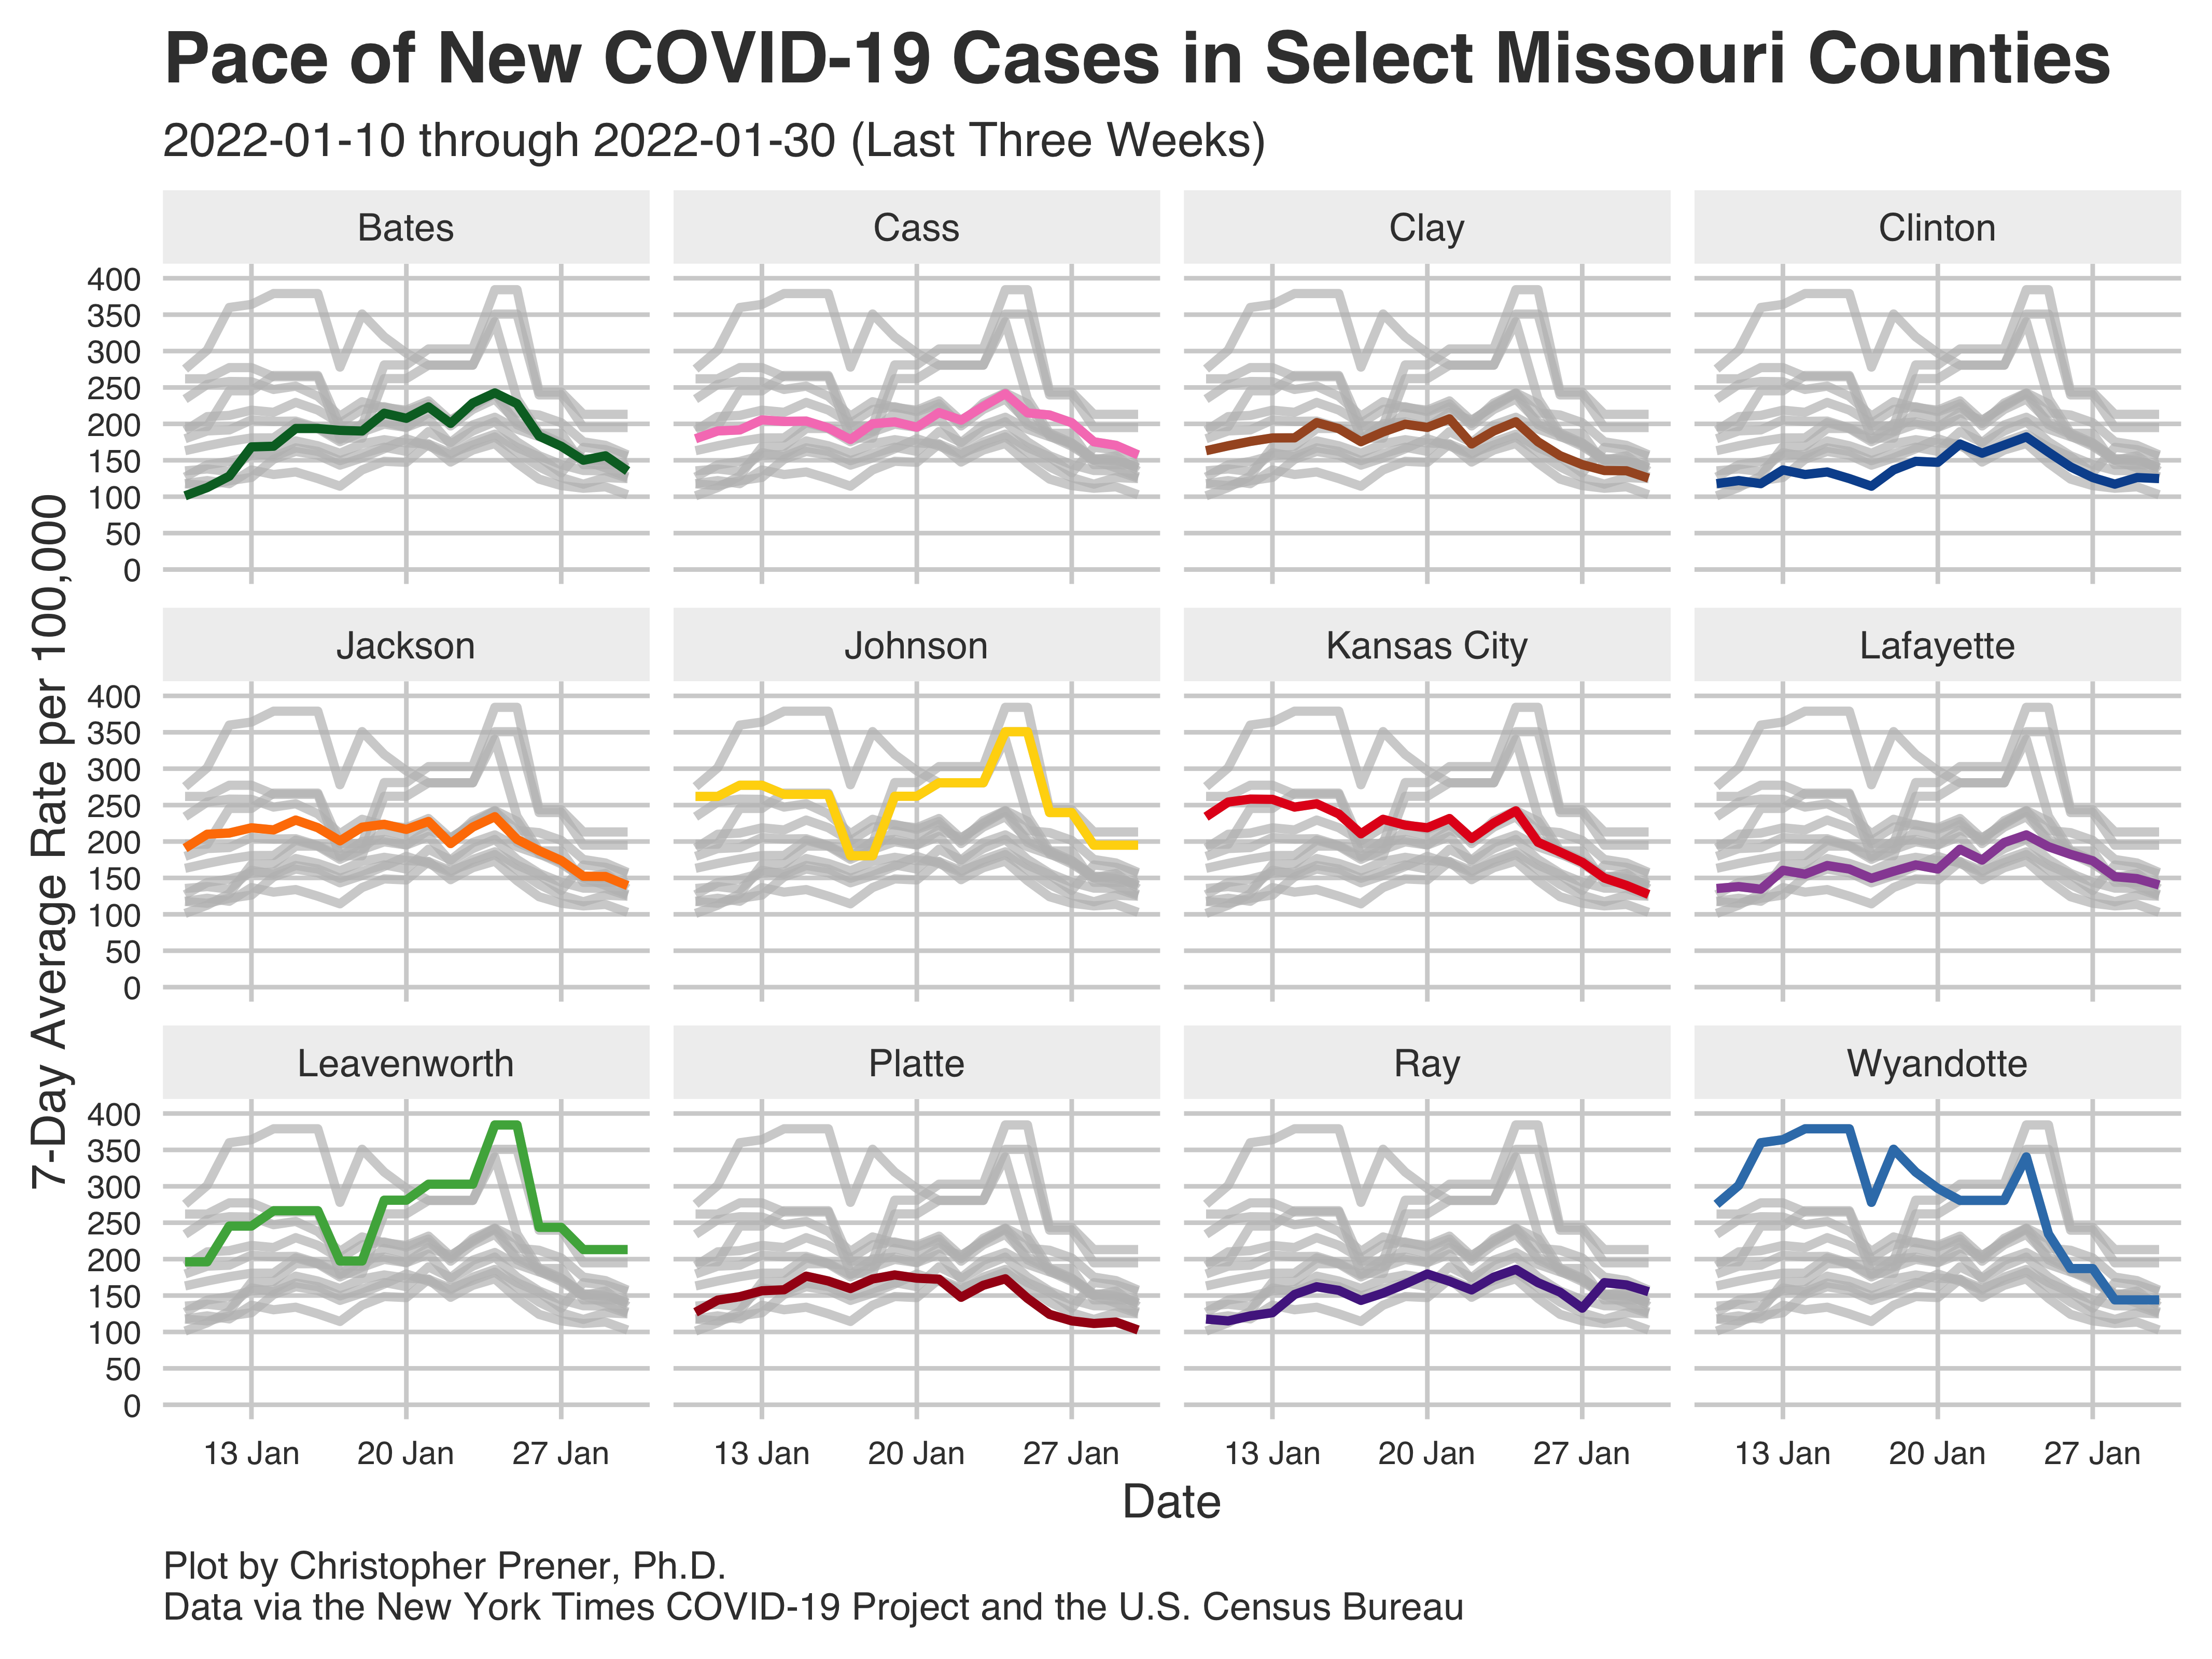 Pace of New COVID-19 Cases in Select Missouri Counties
2022-01-10 through 2022-01-30 (Last Three Weeks)
7-Day Average Rate per 100,000
Bates Cass Clay Clinton
400
350
300
250
200
150
100
50
0
Jackson Johnson Kansas City Lafayette
400
350
300
250
200
150
100
50
0
Leavenworth Platte Ray Wyandotte
400
350
300
250
200
150
100
50
0
13 Jan 20 Jan 27 Jan 13 Jan 20 Jan 27 Jan 13 Jan 20 Jan 27 Jan 13 Jan 20 Jan 27 Jan
Date
Plot by Christopher Prener, Ph.D.
Data via the New York Times COVID-19 Project and the U.S. Census Bureau